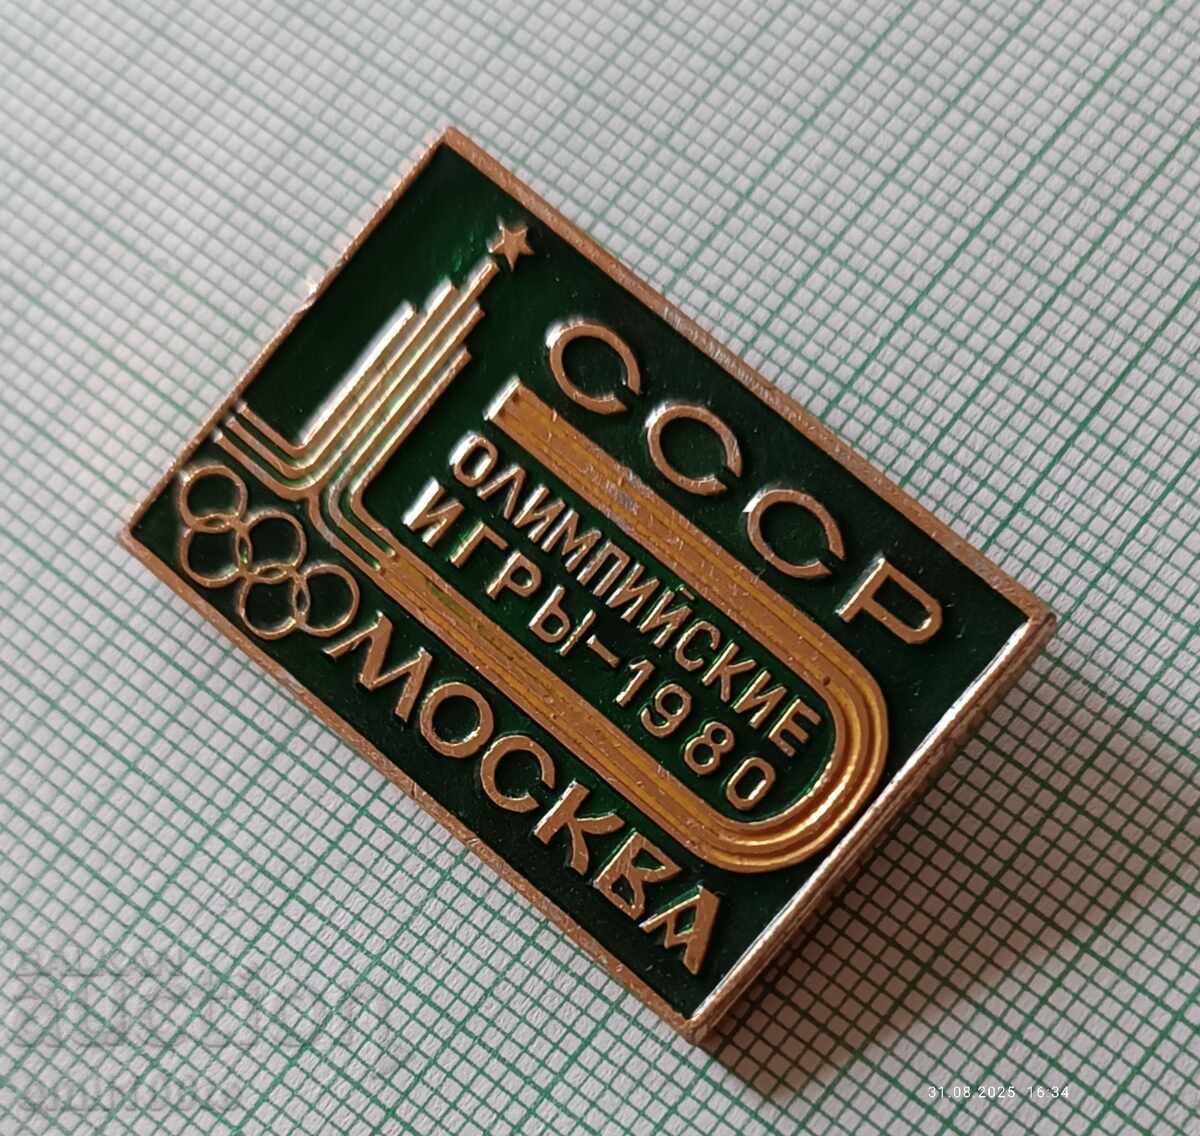 СССР
ОЛИМПИЙСКИЕ
ИГРЫ-1980
МОСКВА
31.08.2025 16:34